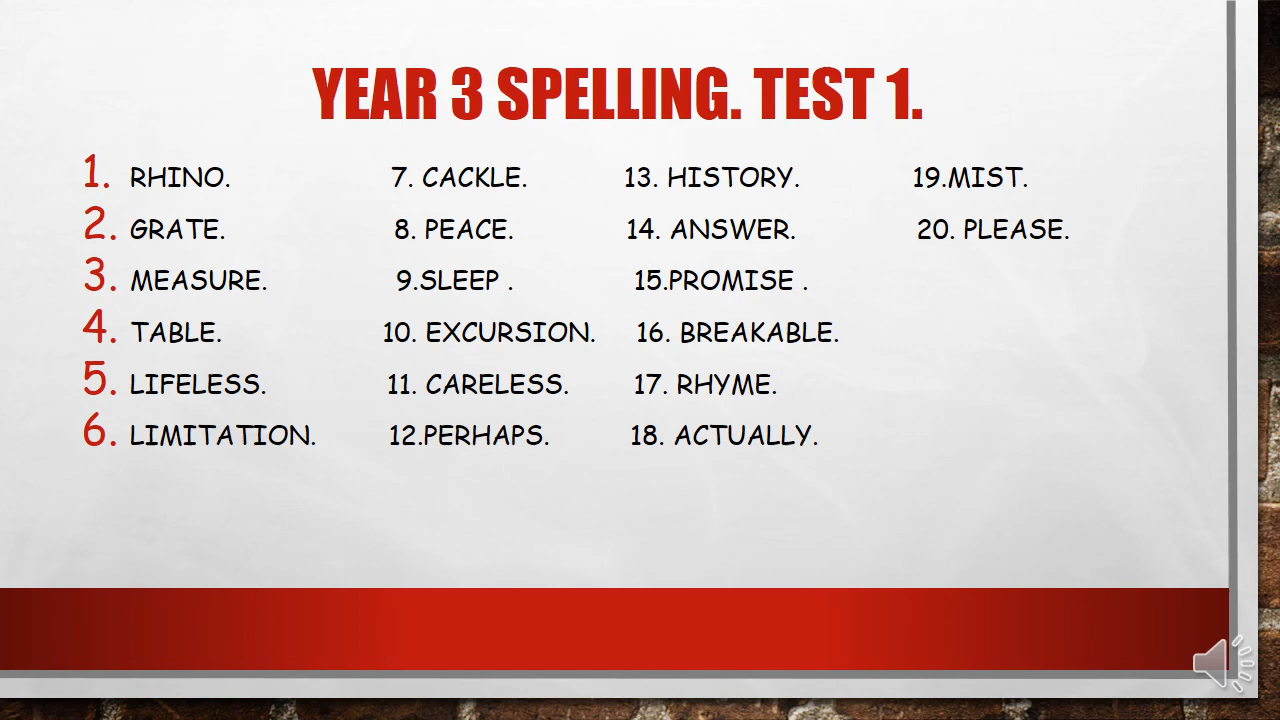 YEAR 3 SPELLING. TEST 1.
1. RHINO. 7. CACKLE. 13. HISTORY. 19.MIST.
2. GRATE. 8. PEACE. 14. ANSWER. 20. PLEASE.
3. MEASURE. 9.SLEEP . 15.PROMISE .
4. TABLE. 10. EXCURSION. 16. BREAKABLE.
5. LIFELESS. 11. CARELESS. 17. RHYME.
6. LIMITATION. 12.PERHAPS. 18. ACTUALLY.